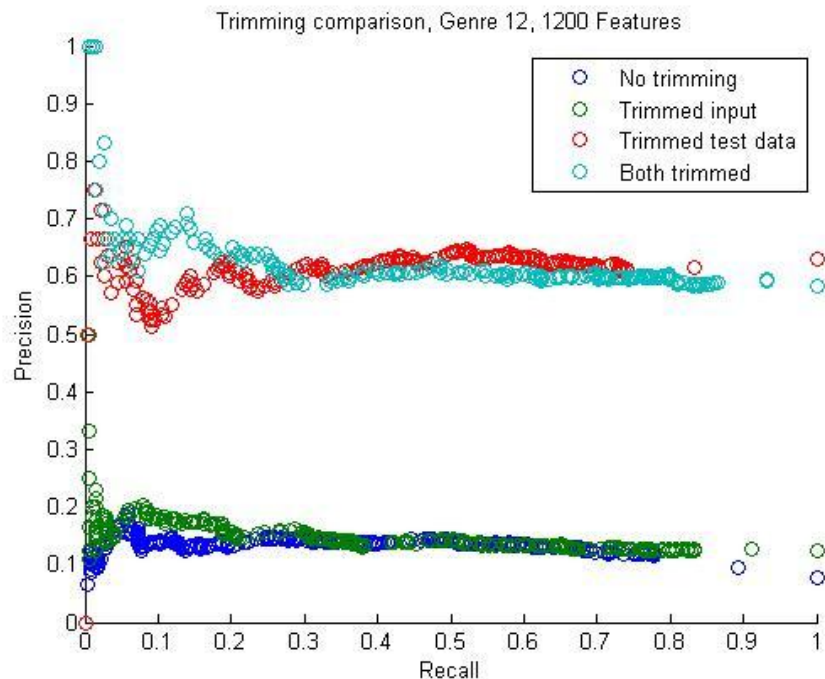 Trimming comparison, Genre 12, 1200 Features
No trimming
Trimmed input
Trimmed test data
Both trimmed
Precision
1
0.9
0.8
0.7
0.6
0.5
0.4
0.3
0.2
0.1
0
0 0.1 0.2 0.3 0.4 0.5 0.6 0.7 0.8 0.9 1
Recall